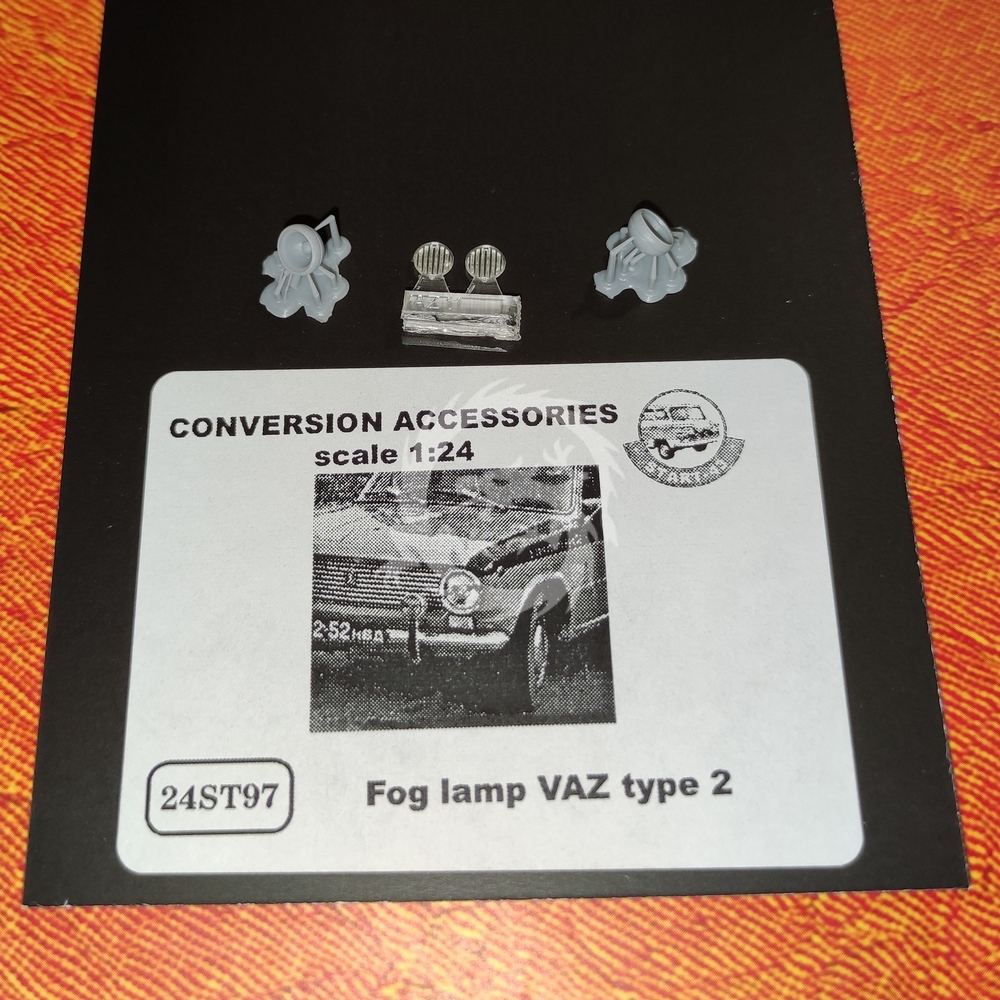 CONVERSION ACCESSORIES
scale 1:24
2-52
24ST97
Fog lamp VAZ type 2